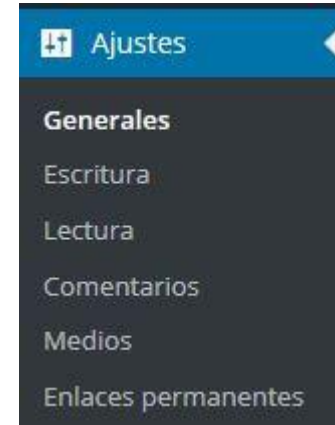 Ajustes
Generales
Escritura
Lectura
Comentarios
Medios
Enlaces permanentes